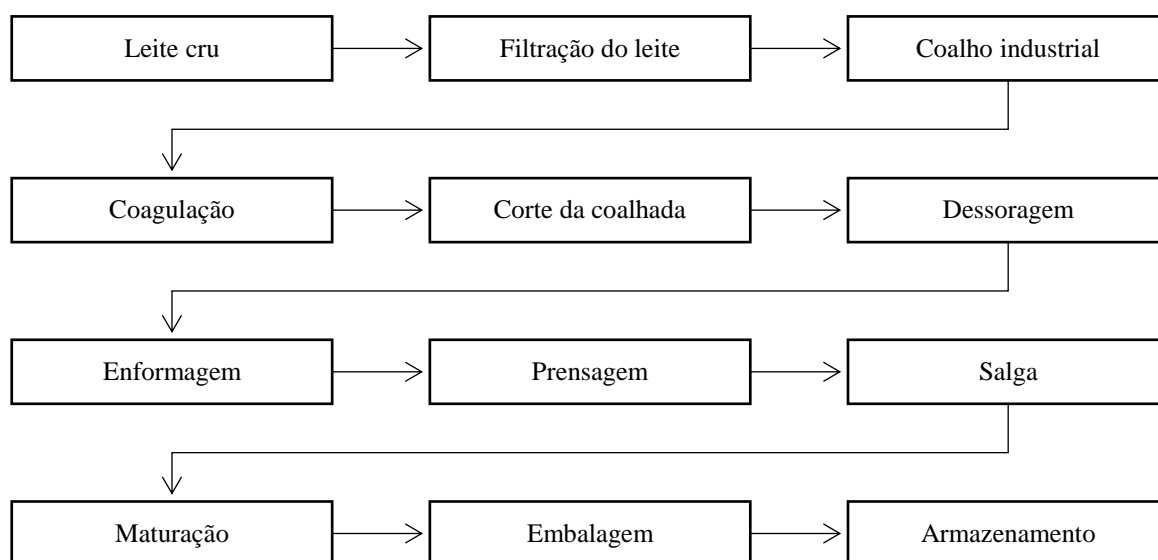 Leite cru
Filtração do leite
Coalho industrial
Coagulação
Corte da coalhada
Dessoragem
Enformagem
Prensagem
Salga
Maturação
Embalagem
Armazenamento